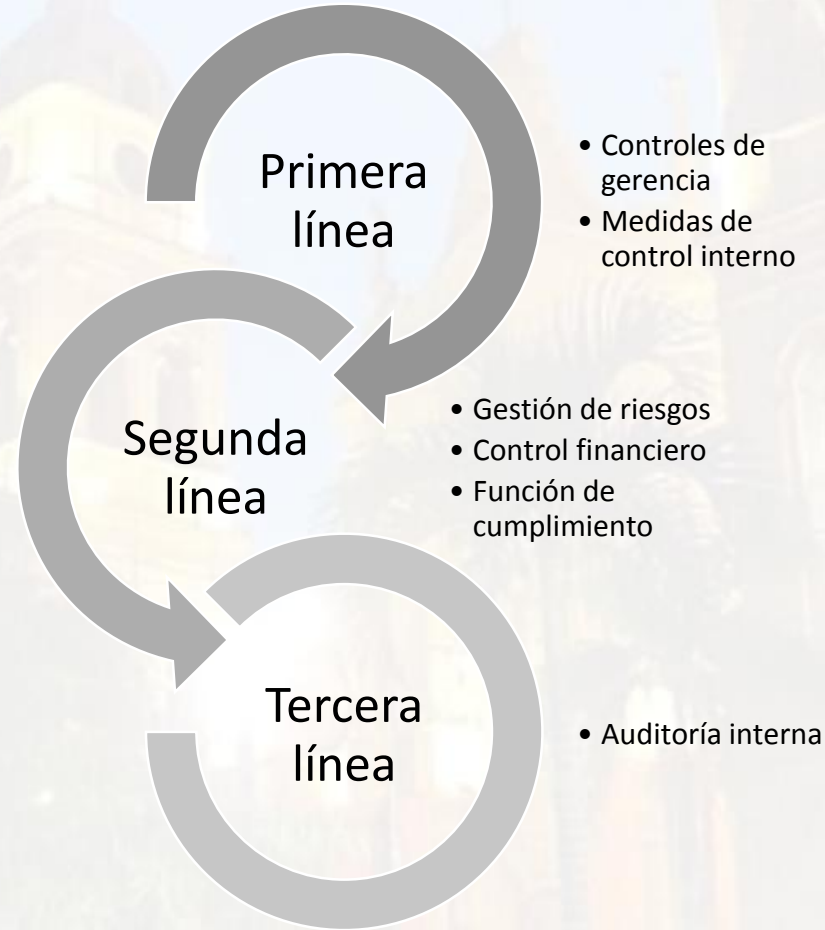 Primera
línea
• Controles de
gerencia
• Medidas de
control interno
Segunda
línea
• Gestión de riesgos
• Control financiero
• Función de
cumplimiento
Tercera
línea
• Auditoría interna